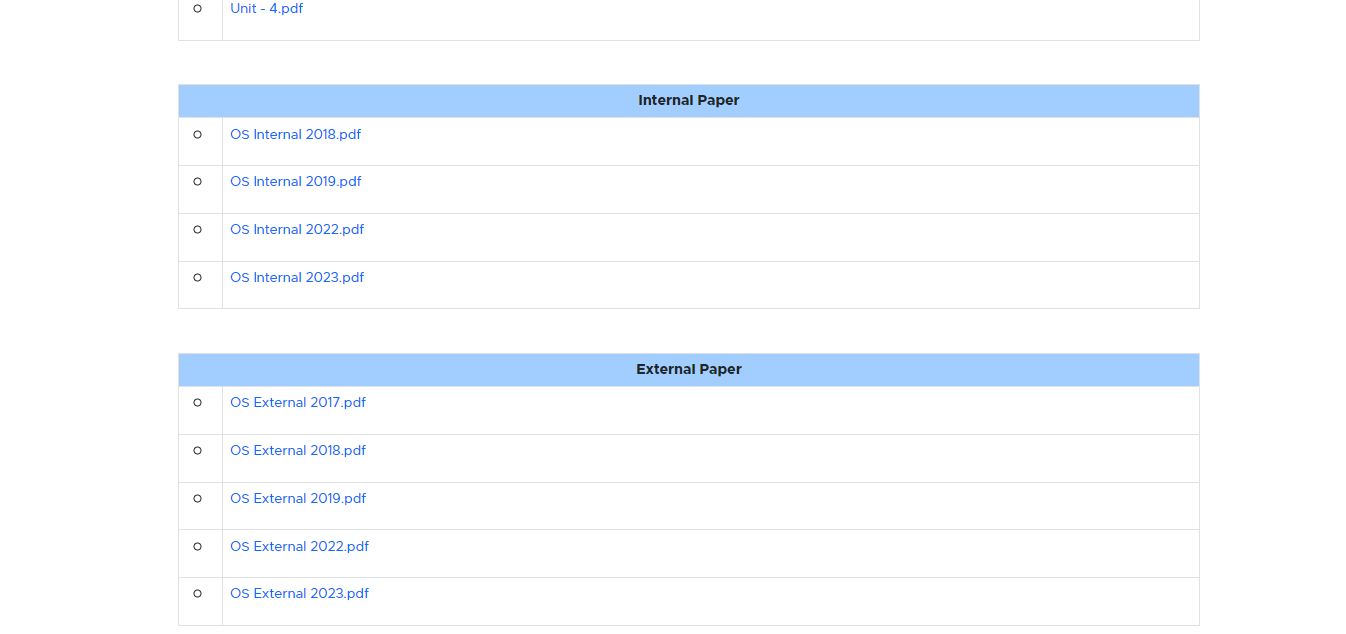 Unit - 4.pdf
Internal Paper
OS Internal 2018.pdf
OS Internal 2019.pdf
OS Internal 2022.pdf
OS Internal 2023.pdf
External Paper
OS External 2017.pdf
OS External 2018.pdf
OS External 2019.pdf
OS External 2022.pdf
OS External 2023.pdf